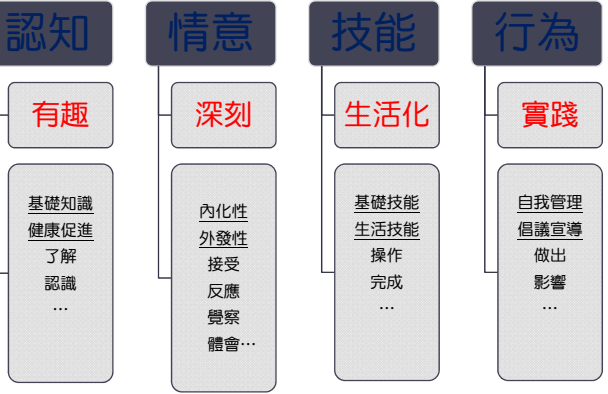 認知
有趣
基礎知識
健康促進
了解
認識
…
情意
深刻
內化性
外發性
接受
反應
覺察
體會…
技能
生活化
基礎技能
生活技能
操作
完成
…
行為
實踐
自我管理
倡議宣導
做出
影響
…